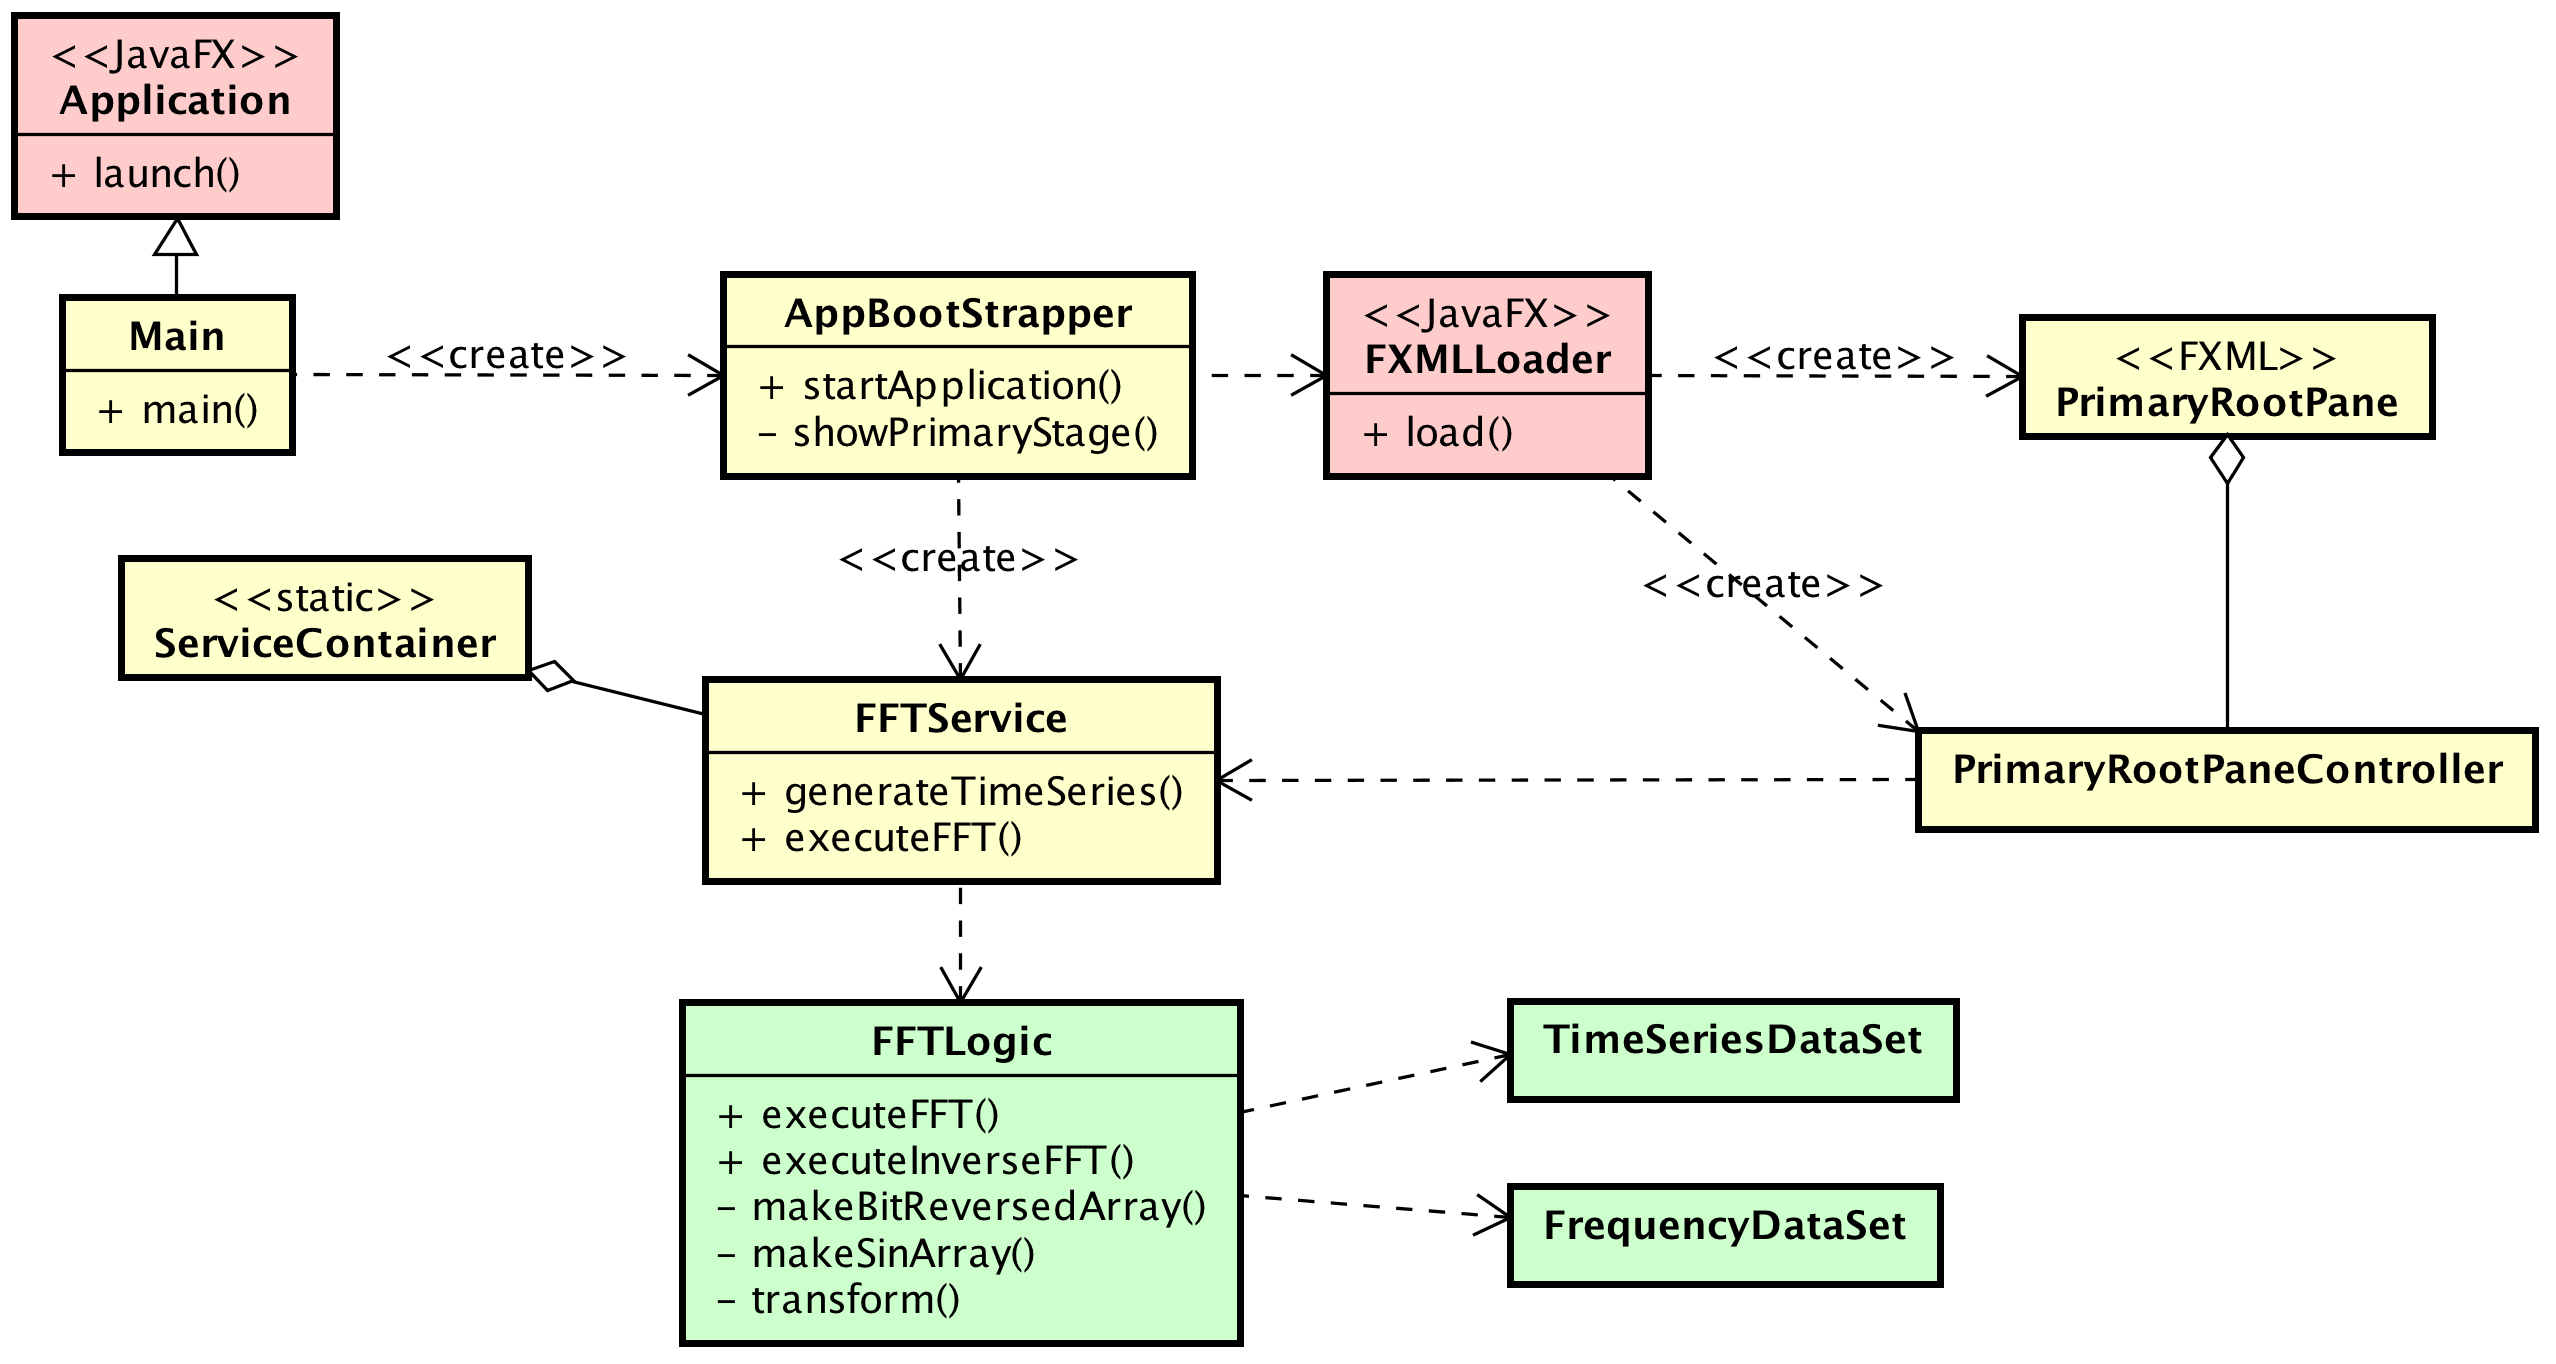 <<JavaFX>>
Application
+ launch()
Main
+ main()
<<create>>
AppBootStrapper
+ startApplication()
– showPrimaryStage()
<<JavaFX>>
FXMLLoader
+ load()
<<create>>
<<FXML>>
PrimaryRootPane
<<create>>
<<create>>
<<static>>
ServiceContainer
FFTService
+ generateTimeSeries()
+ executeFFT()
PrimaryRootPaneController
FFTLogic
+ executeFFT()
+ executeInverseFFT()
– makeBitReversedArray()
– makeSinArray()
– transform()
TimeSeriesDataSet
FrequencyDataSet